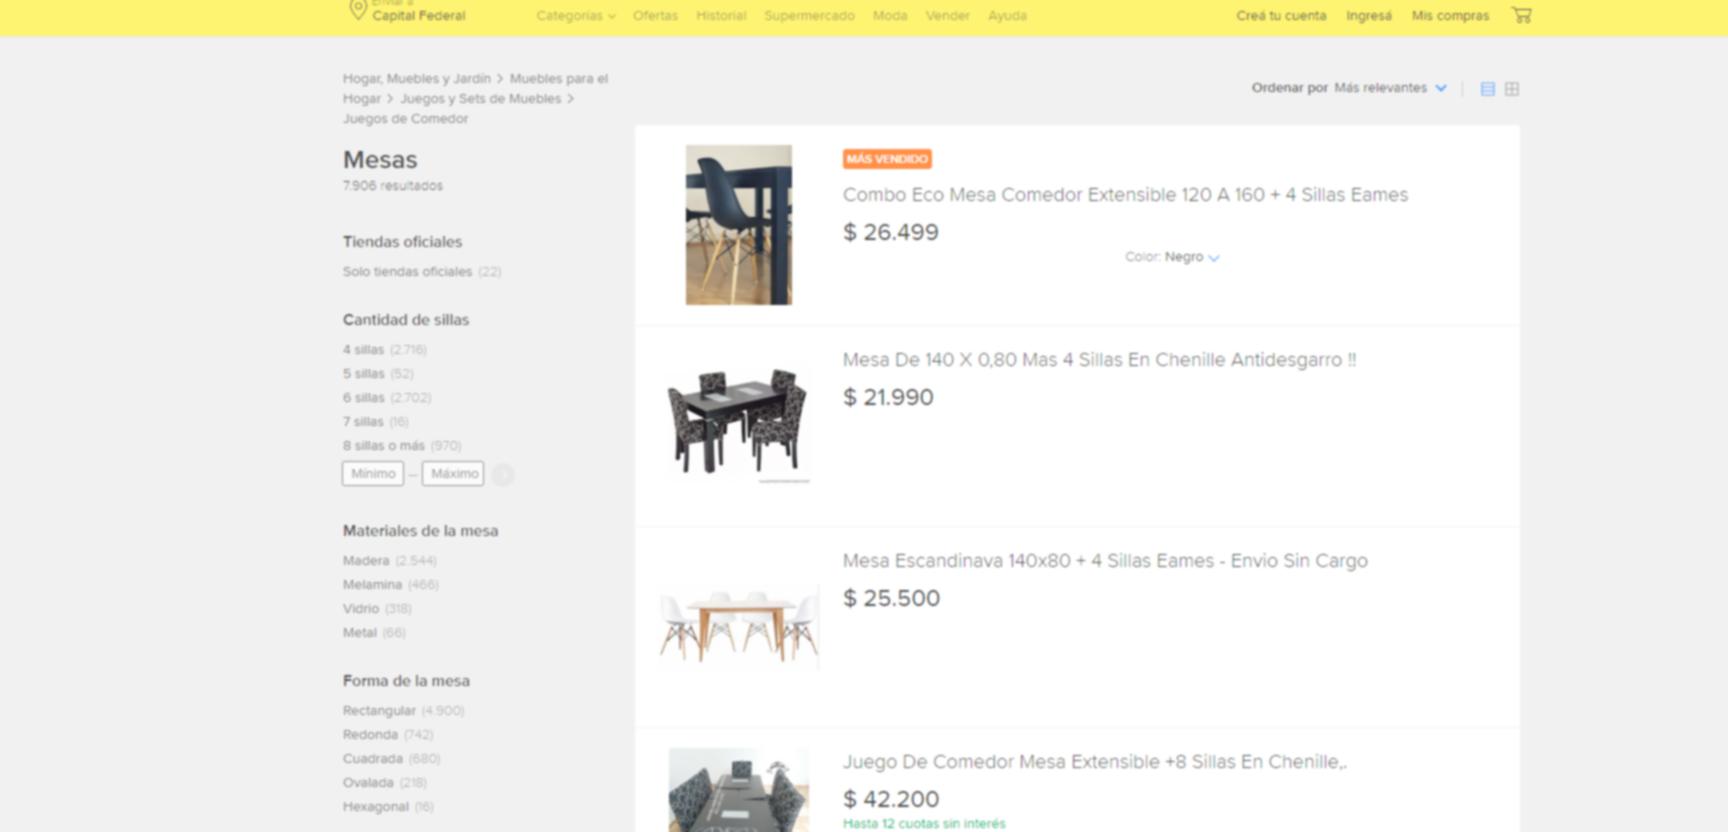 Enviar a
Capital Federal
Categorías Ofertas Historial Supermercado Moda Vender Ayuda
Creá tu cuenta Ingresá Mis compras
Hogar, Muebles y Jardín > Muebles para el
Hogar > Juegos y Sets de Muebles >
Juegos de Comedor
Mesas
7.906 resultados
Tiendas oficiales
Solo tiendas oficiales (22)
Cantidad de sillas
4 sillas (2.716)
5 sillas (52)
6 sillas (2.702)
7 sillas (16)
8 sillas o más (970)
Mínimo – Máximo
Materiales de la mesa
Madera (2.544)
Melamina (466)
Vidrio (318)
Metal (66)
Forma de la mesa
Rectangular (4.900)
Redonda (742)
Cuadrada (680)
Ovalada (218)
Hexagonal (16)
Ordenar por Más relevantes
MÁS VENDIDO
Combo Eco Mesa Comedor Extensible 120 A 160 + 4 Sillas Eames
$ 26.499
Color: Negro
Mesa De 140 X 0,80 Mas 4 Sillas En Chenille Antidesgarro !!
$ 21.990
Mesa Escandinava 140x80 + 4 Sillas Eames - Envio Sin Cargo
$ 25.500
Juego De Comedor Mesa Extensible +8 Sillas En Chenille,.
$ 42.200
Hasta 12 cuotas sin interés